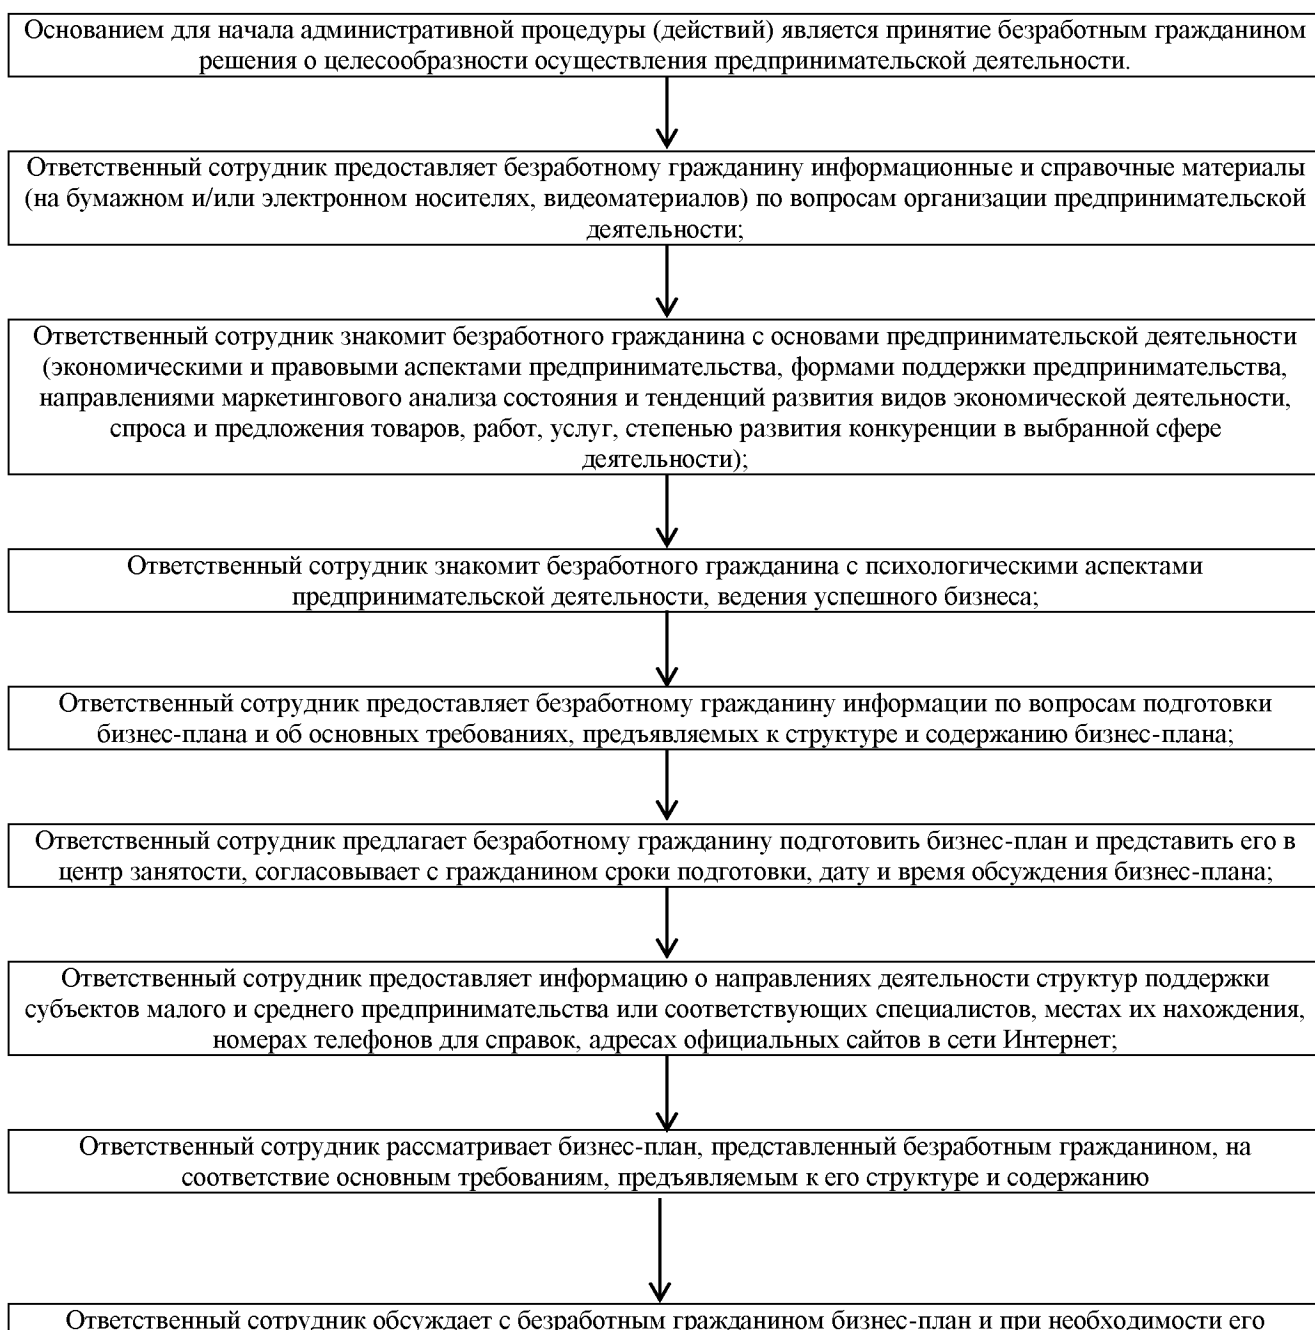 Основанием для начала административной процедуры (действий) является принятие безработным гражданином
решения о целесообразности осуществления предпринимательской деятельности.
Ответственный сотрудник предоставляет безработному гражданину информационные и справочные материалы
(на бумажном и/или электронном носителях, видеоматериалов) по вопросам организации предпринимательской
деятельности;
Ответственный сотрудник знакомит безработного гражданина с основами предпринимательской деятельности
(экономическими и правовыми аспектами предпринимательства, формами поддержки предпринимательства,
направлениями маркетингового анализа состояния и тенденций развития видов экономической деятельности,
спроса и предложения товаров, работ, услуг, степенью развития конкуренции в выбранной сфере
деятельности);
Ответственный сотрудник знакомит безработного гражданина с психологическими аспектами
предпринимательской деятельности, ведения успешного бизнеса;
Ответственный сотрудник предоставляет безработному гражданину информации по вопросам подготовки
бизнес-плана и об основных требованиях, предъявляемых к структуре и содержанию бизнес-плана;
Ответственный сотрудник предлагает безработному гражданину подготовить бизнес-план и представить его в
центр занятости, согласовывает с гражданином сроки подготовки, дату и время обсуждения бизнес-плана;
Ответственный сотрудник предоставляет информацию о направлениях деятельности структур поддержки
субъектов малого и среднего предпринимательства или соответствующих специалистов, местах их нахождения,
номерах телефонов для справок, адресах официальных сайтов в сети Интернет;
Ответственный сотрудник рассматривает бизнес-план, представленный безработным гражданином, на
соответствие основным требованиям, предъявляемым к его структуре и содержанию
Ответственный сотрудник обсуждает с безработным гражданином бизнес-план и при необходимости его